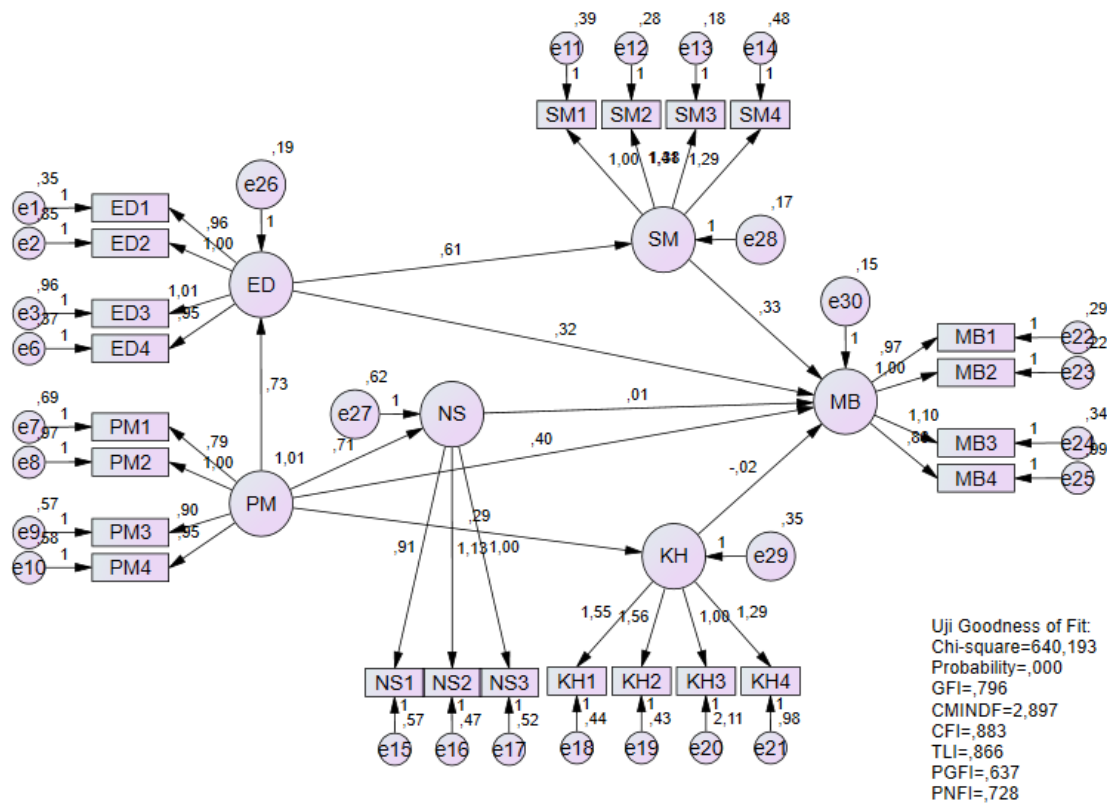 ,39
,28
,18
,48
e11
e12
e13
e14
1
1
1
1
SM1
SM2
SM3
SM4
1,00
1,29
,19
e26
1
,35
e1
1
ED1
,96
e2
1
ED2
1,00
ED
,96
e3
1
ED3
1,01
e6
1
ED4
,95
,61
SM
1
e28
,17
,33
,32
,15
e30
1
,73
,62
e27
1
NS
,71
,01
,40
-,02
MB
,97
MB1
1
e22
,29
1,00
MB2
1
e23
,22
1,10
MB3
1
e24
,34
MB4
1
e25
,99
,69
e7
1
PM1
,79
,97
e8
1
PM2
1,00
1,01
PM
,57
e9
1
PM3
,90
,58
e10
1
PM4
,95
,29
KH
1
e29
,35
,91
1,13
1,00
1,55
1,56
1,00
1,29
NS1
NS2
NS3
KH1
KH2
KH3
KH4
1
1
1
1
1
1
1
,57
,47
,52
,44
,43
2,11
,98
e15
e16
e17
e18
e19
e20
e21
Uji Goodness of Fit:
Chi-square=640,193
Probability=,000
GFI=,796
CMINDF=2,897
CFI=,883
TLI=,866
PGFI=,637
PNFI=,728